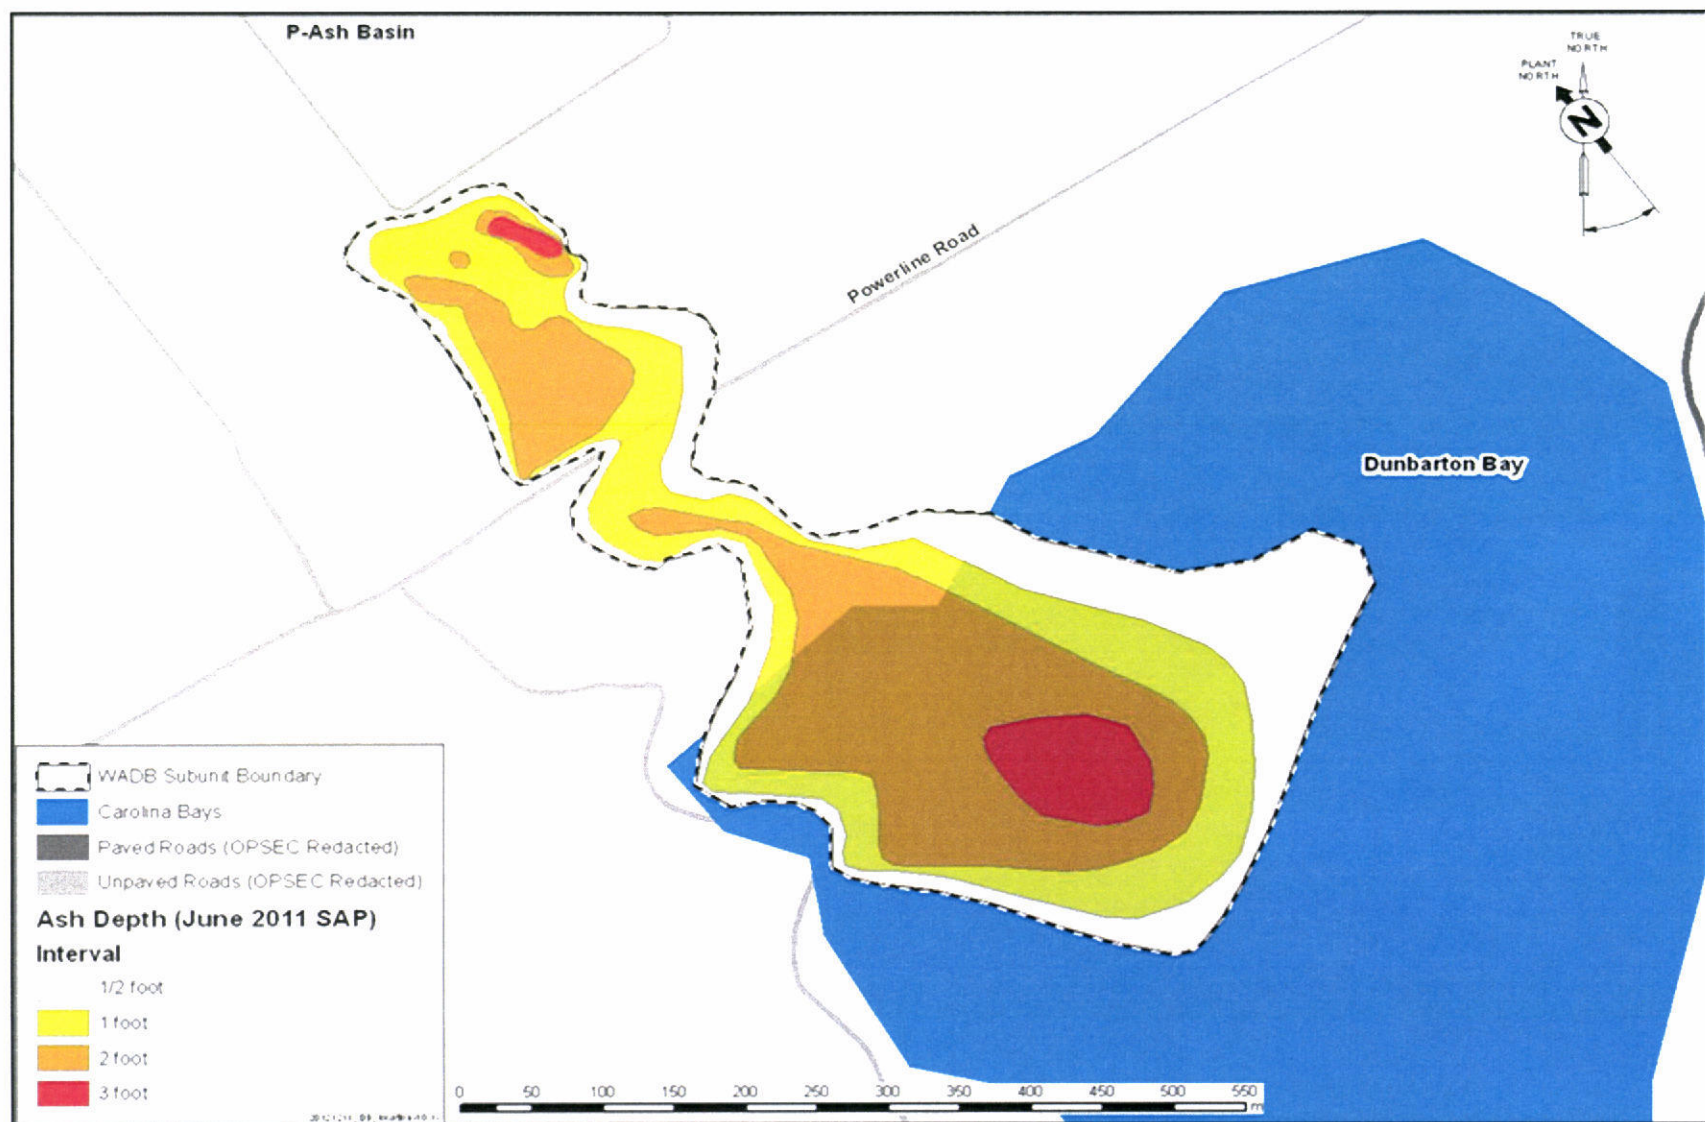 P-Ash Basin
TRUE
NORTH
PLANT
NORTH
N
Powerline Road
Dunbarton Bay
WADB Subunit Boundary
Carolina Bays
Paved Roads (OPSEC Redacted)
Unpaved Roads (OPSEC Redacted)
Ash Depth (June 2011 SAP)
Interval
1/2 foot
1 foot
2 foot
3 foot
0 50 100 150 200 250 300 350 400 450 500 550
m